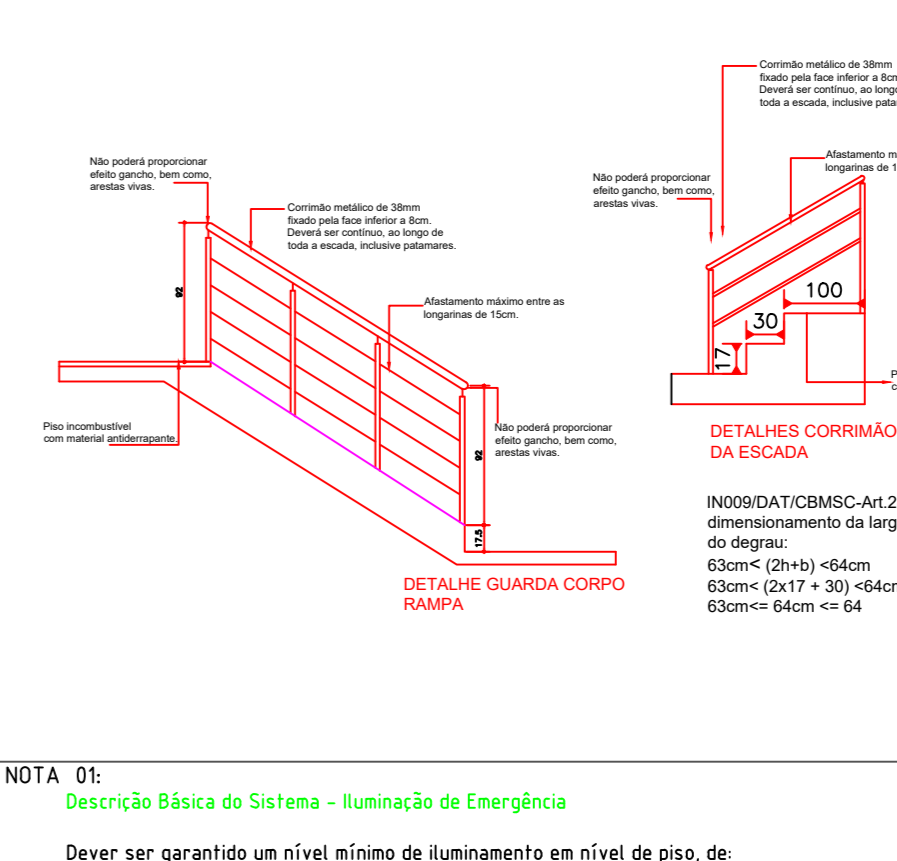 Não poderá proporcionar
efeito gancho, bem como,
arestas vivas.
Corrimão metálico de 38mm
fixado pela face inferior a 8cm.
Deverá ser contínuo, ao longo de
toda a escada, inclusive patamares.
92
Afastamento máximo entre as
longarinas de 15cm.
Piso incombustível
com material antiderrapante.
Não poderá proporcionar
efeito gancho, bem como,
arestas vivas.
92
17.5
DETALHE GUARDA CORPO
RAMPA
Corrimão metálico de 38mm
fixado pela face inferior a 8cm
Deverá ser contínuo, ao longo
toda a escada, inclusive
Afastamento
longarinas de
Não poderá proporcionar
efeito gancho, bem como,
arestas vivas.
100
30
17
DETALHES CORRIMÃO
DA ESCADA
IN009/DAT/CBMSC-Art.2
dimensionamento da
do degrau:
63cm< (2h+b) <64cm
63cm< (2x17 + 30) <64cm
63cm<= 64cm <= 64
NOTA 01:
Descrição Básica do Sistema - Iluminação de Emergência
Dever ser garantido um nível mínimo de iluminamento em nível de piso, de: